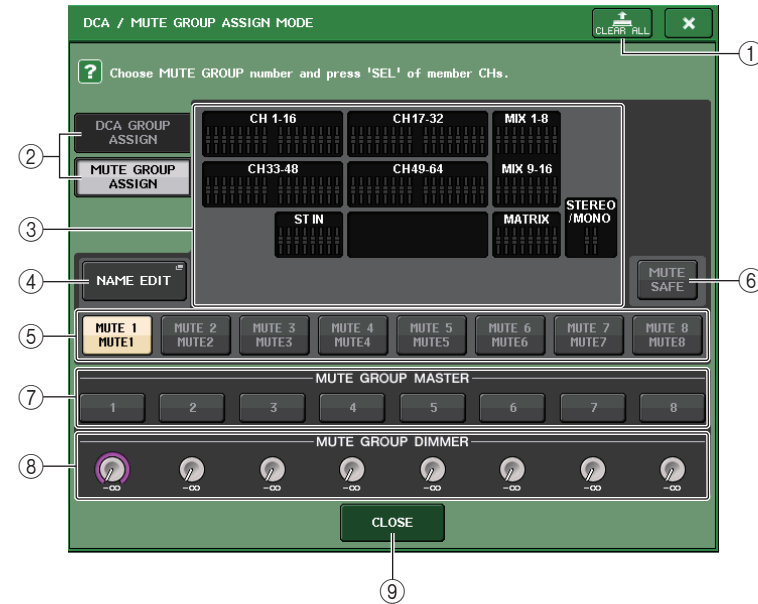 DCA / MUTE GROUP ASSIGN MODE
CLEAR ALL
①
? Choose MUTE GROUP number and press 'SEL' of member CHs.
②
DCA GROUP
ASSIGN
MUTE GROUP
ASSIGN
③
CH 1-16
CH17-32
MIX 1-8
CH33-48
CH49-64
MIX 9-16
ST IN
MATRIX
STEREO
/MONO
④
NAME EDIT
MUTE
SAFE
⑥
⑤
MUTE 1
MUTE1
MUTE 2
MUTE2
MUTE 3
MUTE3
MUTE 4
MUTE4
MUTE 5
MUTE5
MUTE 6
MUTE6
MUTE 7
MUTE7
MUTE 8
MUTE8
⑦
MUTE GROUP MASTER
1 2 3 4 5 6 7 8
⑧
MUTE GROUP DIMMER
-∞ -∞ -∞ -∞ -∞ -∞ -∞ -∞
CLOSE
⑨